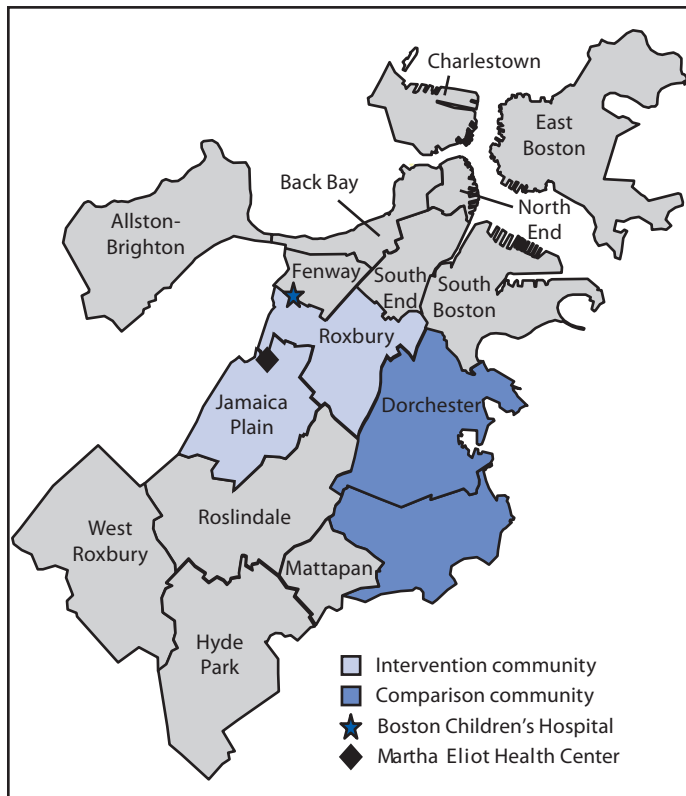 Charlestown
East
Boston
Back Bay
North
End
Allston-
Brighton
Fenway
South
End
South
Boston
Roxbury
Jamaica
Plain
Dorchester
West
Roxbury
Roslindale
Mattapan
Hyde
Park
Intervention community
Comparison community
Boston Children's Hospital
Martha Eliot Health Center